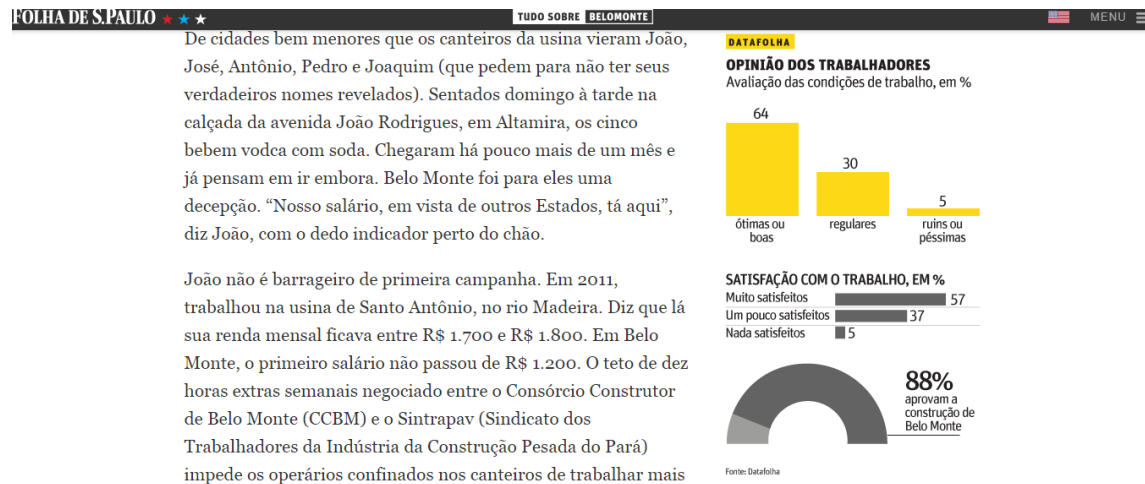 FOLHA DE S.PAULO
TUDO SOBRE BELOMONTE
MENU
De cidades bem menores que os canteiros da usina vieram João,
José, Antônio, Pedro e Joaquim (que pedem para não ter seus
verdadeiros nomes revelados). Sentados domingo à tarde na
calçada da avenida João Rodrigues, em Altamira, os cinco
bebem vodca com soda. Chegaram há pouco mais de um mês e
já pensam em ir embora. Belo Monte foi para eles uma
decepção. “Nosso salário, em vista de outros Estados, tá aqui”,
diz João, com o dedo indicador perto do chão.
João não é barrageiro de primeira campanha. Em 2011,
trabalhou na usina de Santo Antônio, no rio Madeira. Diz que lá
sua renda mensal ficava entre R$ 1.700 e R$ 1.800. Em Belo
Monte, o primeiro salário não passou de R$ 1.200. O teto de dez
horas extras semanais negociado entre o Consórcio Construtor
de Belo Monte (CCBM) e o Sintrapav (Sindicato dos
Trabalhadores da Indústria da Construção Pesada do Pará)
impede os operários confinados nos canteiros de trabalhar mais
DATAFOLHA
OPINIÃO DOS TRABALHADORES
Avaliação das condições de trabalho, em %
64
30
5
ótimas ou
boas
regulares
ruins ou
péssimas
SATISFAÇÃO COM O TRABALHO, EM %
Muito satisfeitos 57
Um pouco satisfeitos 37
Nada satisfeitos 5
88%
aprovam a
construção de
Belo Monte
Fonte: Datafolha